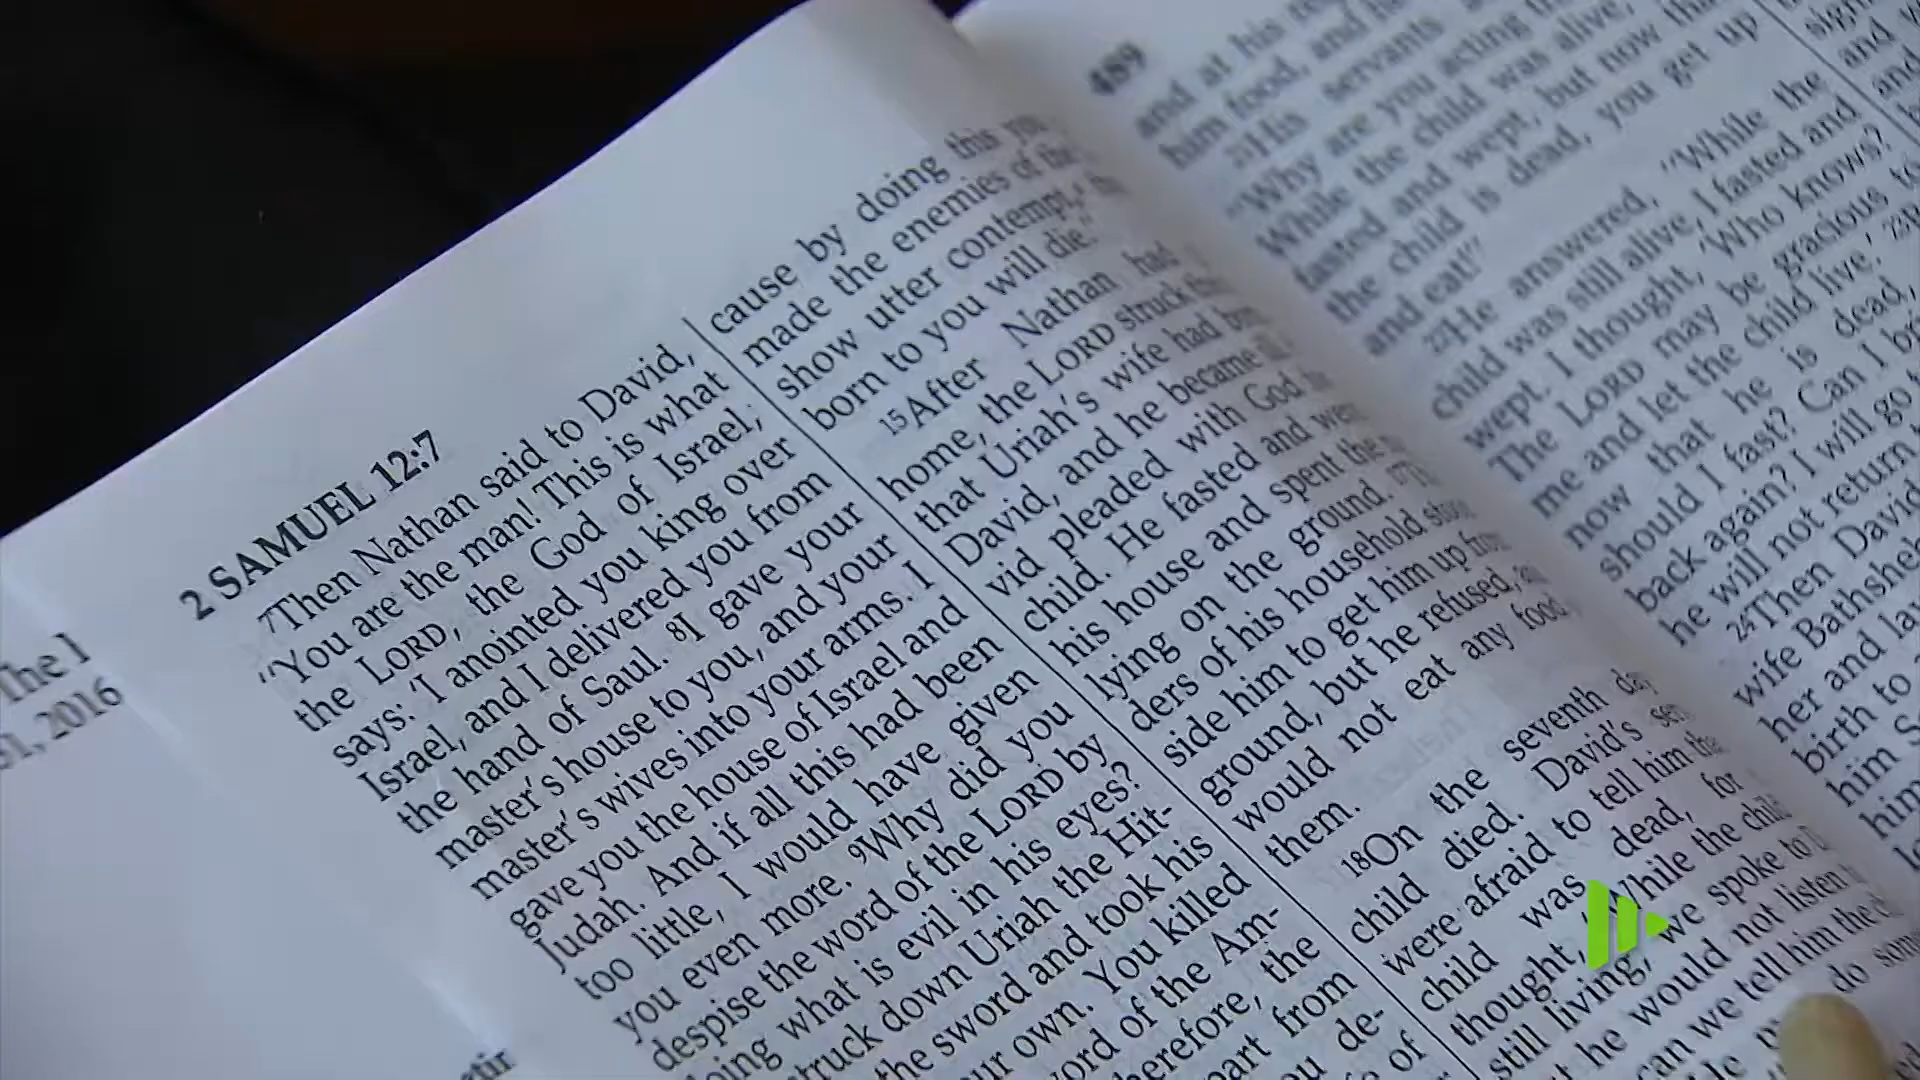 2 SAMUEL 12:7
7Then Nathan said to David,
"You are the man! This is what
the LORD, the God of Israel,
says: 'I anointed you king over
Israel, and I delivered you from
the hand of Saul. 8I gave your
master's house to you, and your
master's wives into your arms. I
gave you the house of Israel and
Judah. And if all this had been
too little, I would have given
you even more. 9Why did you
despise the word of the LORD by
what is evil in his eyes?
down Uriah the Hit-
the sword and took his
own. You killed
of the Am-
the
from
de-
of
cause by doing this
made the enemies of the
show utter contempt,
born to you will die."
15After Nathan had
home, the LORD struck
that Uriah's wife had
David, and he became
vid pleaded with God
child. He fasted and
his house and spent the
lying on the ground.
ders of his household
side him to get him up
ground, but he refused,
would not eat any food
them.
18On the seventh
child died. David's
were afraid to tell him
child was dead, for
thought, "While the child
still living, we spoke to
he would not listen
can we tell him the
do
489
and at his
him food, and
21His servants
"Why are you acting
While the child was alive,
fasted and wept, but now
the child is dead, you get up
and eat!"
22He answered, "While the
child was still alive, I fasted and
wept. I thought, 'Who knows?
The LORD may be gracious to
me and let the child live.' 23
now that he is dead,
should I fast? Can I
back again? I will go
he will not return
24Then David
wife
her and
birth to
him
him
and
and
The
2016